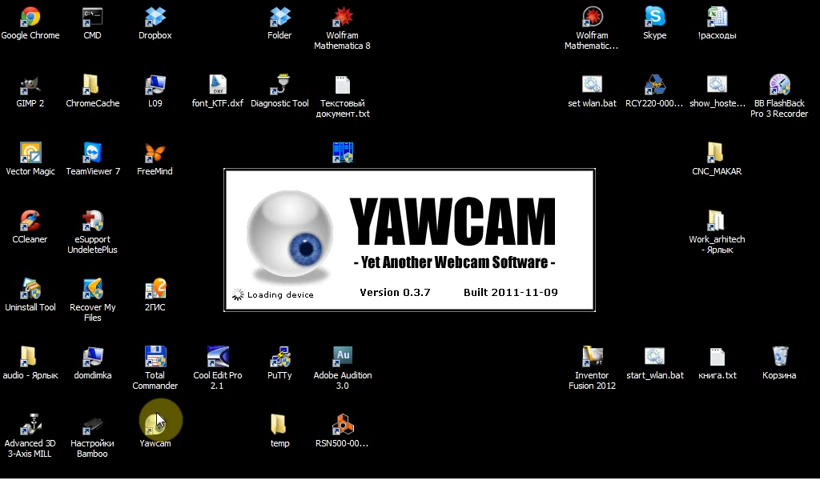 Google Chrome
CMD
Dropbox
Folder
Wolfram
Mathematica 8
Wolfram
Mathematic...
Skype
!расходы
GIMP 2
ChromeCache
L09
font_KTF.dxf
DXF
Diagnostic Tool
Текстовый
документ.txt
set wlan.bat
RCY220-000...
show_hoste...
BB FlashBack
Pro 3 Recorder
Vector Magic
TeamViewer 7
FreeMind
CNC_MAKAR
YAWCAM
- Yet Another Webcam Software -
Loading device
Version 0.3.7
Built 2011-11-09
CCleaner
eSupport
UndeletePlus
Work_arhitech
- Ярлык
Uninstall Tool
Recover My
Files
2ГИС
audio - Ярлык
domdimka
Total
Commander
Cool Edit Pro
2.1
PuTTy
Au
Adobe Audition
3.0
Inventor
Fusion 2012
start_wlan.bat
книга.txt
Корзина
Advanced 3D
3-Axis MILL
Настройки
Bamboo
Yawcam
temp
RSN500-00...